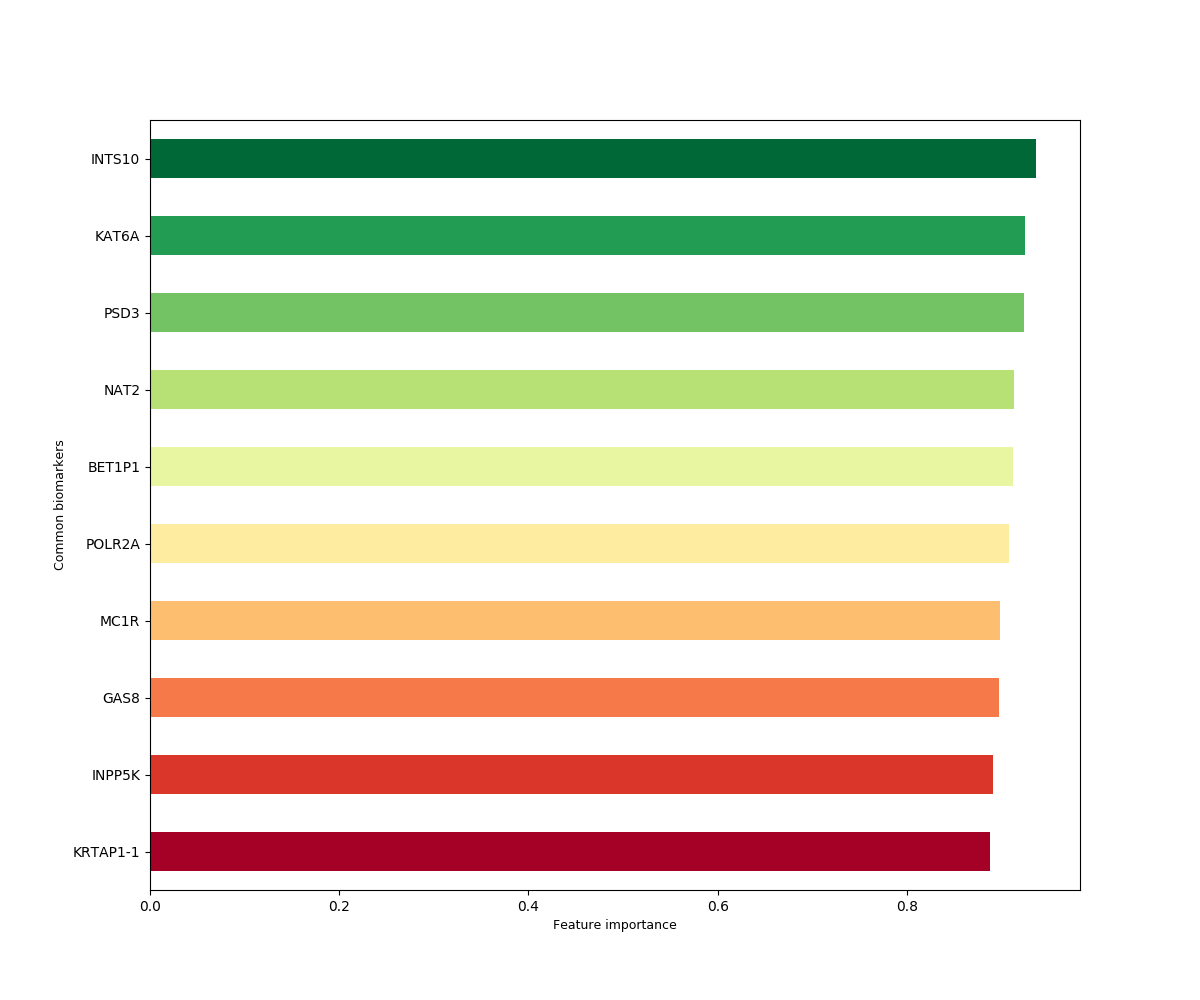 INTS10
KAT6A
PSD3
NAT2
BET1P1
POLR2A
MC1R
GAS8
INPP5K
KRTAP1-1
Common biomarkers
0.0 0.2 0.4 0.6 0.8
Feature importance